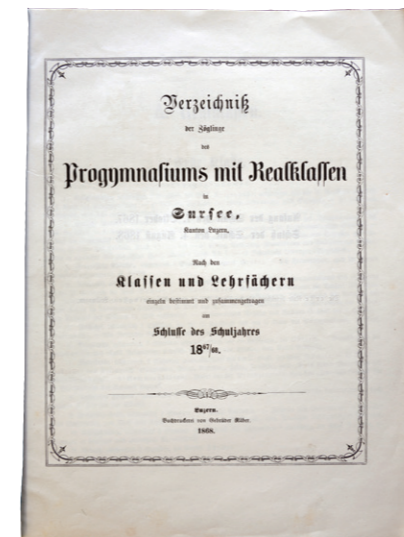 Verzeichniß
der Zöglinge
des
Progymnasiums mit Realklassen
in
Sursee,
Kanton Luzern,
Nach den
Klassen und Lehrfächern
einzeln bestimmt und zusammengetragen
am
Schlusse des Schuljahres
18⁶⁷/₆₈.
Luzern.
Buchdruckerei von Gebrüder Räber.
1868.